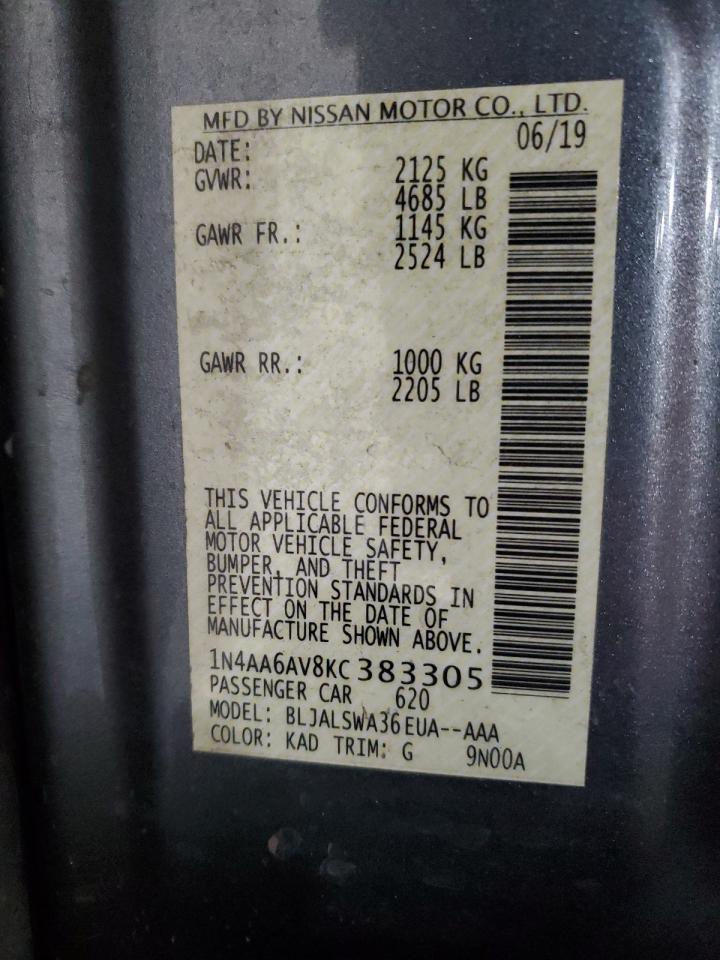 MFD BY NISSAN MOTOR CO., LTD.
DATE: 06/19
GVWR: 2125 KG
4685 LB
GAWR FR.: 1145 KG
2524 LB
GAWR RR.: 1000 KG
2205 LB
THIS VEHICLE CONFORMS TO
ALL APPLICABLE FEDERAL
MOTOR VEHICLE SAFETY,
BUMPER, AND THEFT
PREVENTION STANDARDS IN
EFFECT ON THE DATE OF
MANUFACTURE SHOWN ABOVE.
1N4AA6AV8KC383305
PASSENGER CAR 620
MODEL: BLJALSWA36EUA--AAA
COLOR: KAD TRIM: G 9N00A